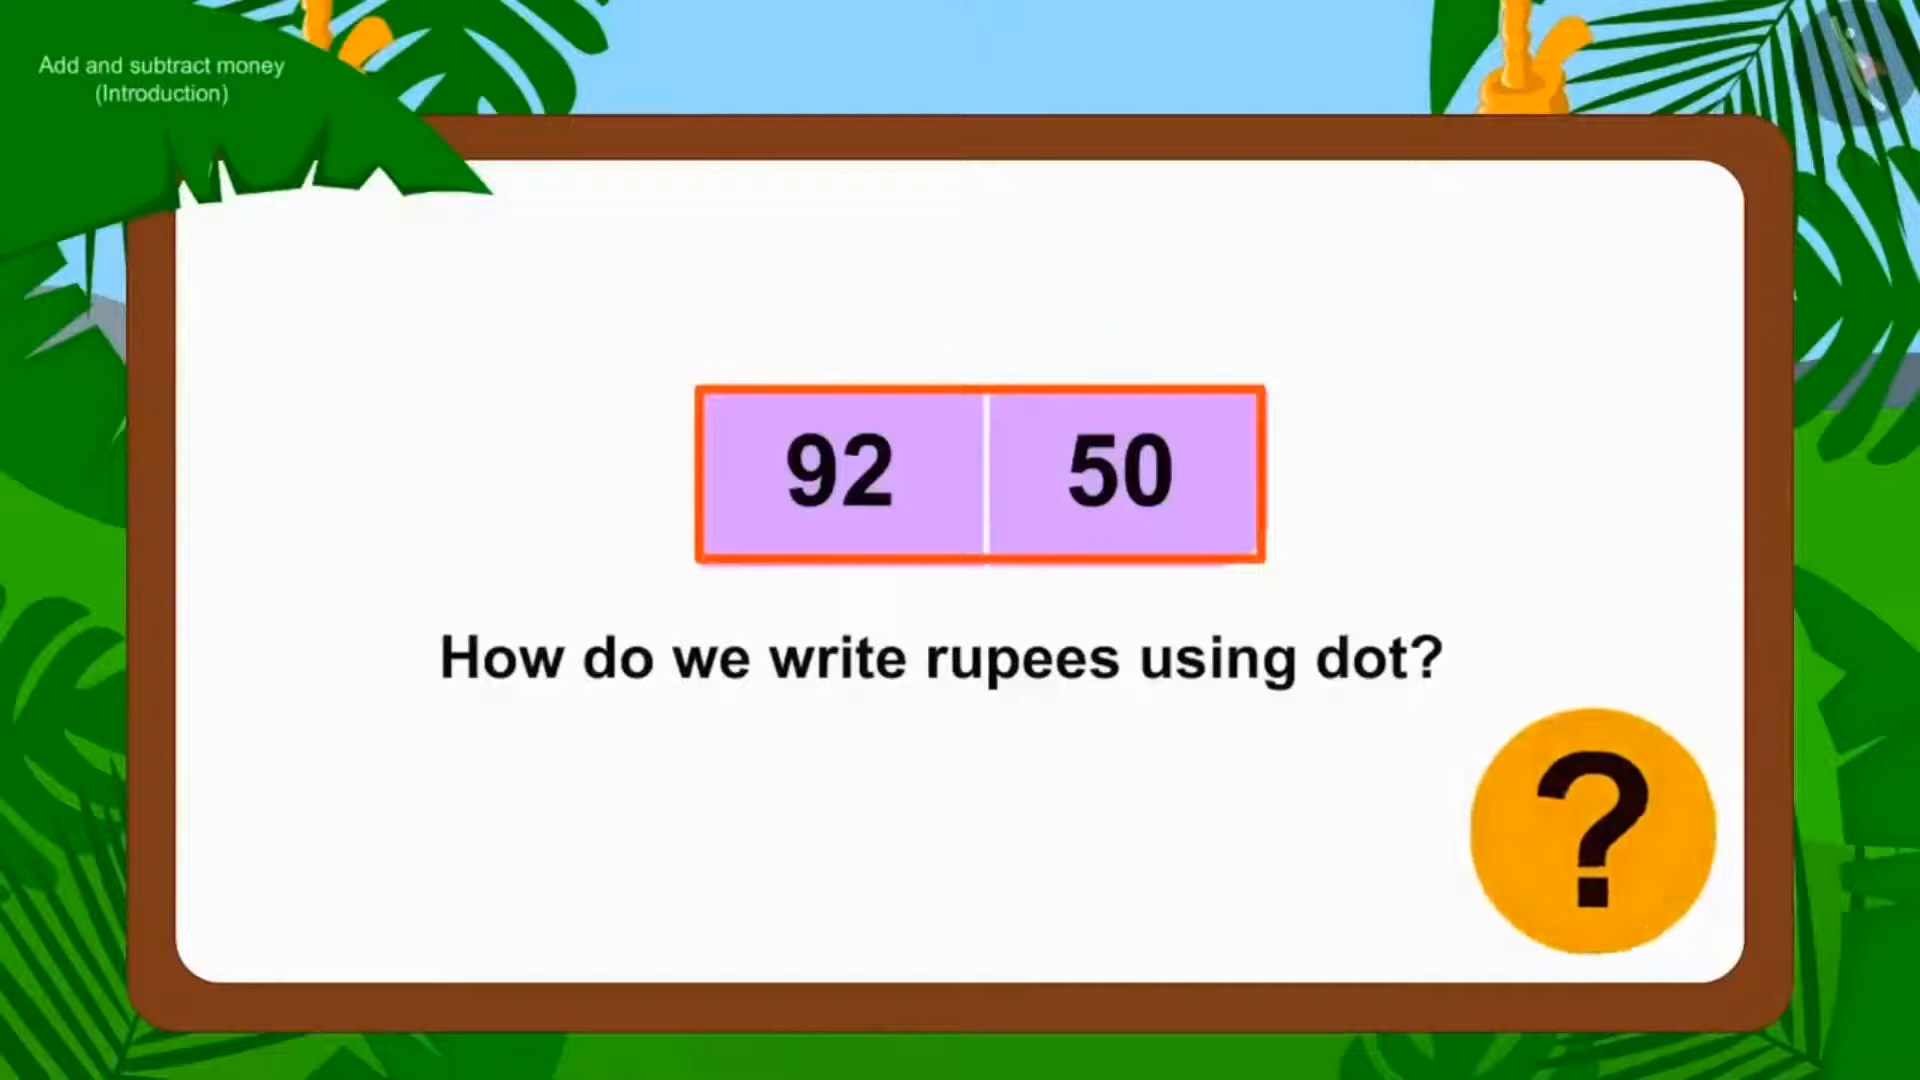 Add and subtract money
(Introduction)
92 50
How do we write rupees using dot?
?